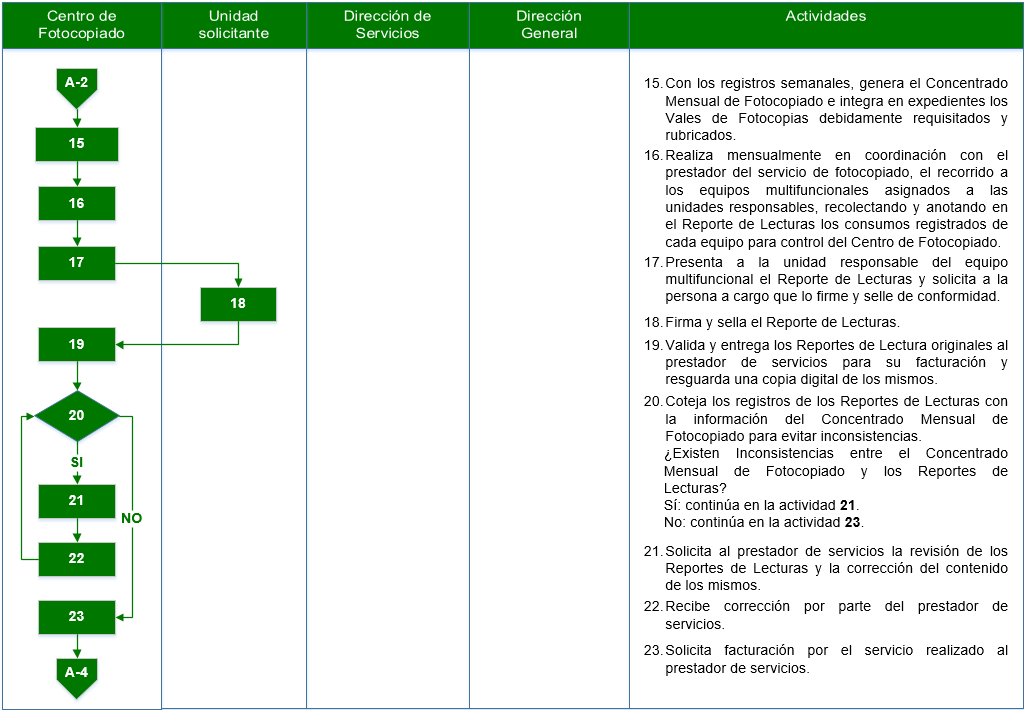 Centro de
Fotocopiado
Unidad
solicitante
Dirección de
Servicios
Dirección
General
Actividades
A-2
15
16
17
18
19
20
SI
21
NO
22
23
A-4
15. Con los registros semanales, genera el Concentrado
Mensual de Fotocopiado e integra en expedientes los
Vales de Fotocopias debidamente requisitados y
rubricados.
16. Realiza mensualmente en coordinación con el
prestador del servicio de fotocopiado, el recorrido a
los equipos multifuncionales asignados a las
unidades responsables, recolectando y anotando en
el Reporte de Lecturas los consumos registrados de
cada equipo para control del Centro de Fotocopiado.
17. Presenta a la unidad responsable del equipo
multifuncional el Reporte de Lecturas y solicita a la
persona a cargo que lo firme y selle de conformidad.
18. Firma y sella el Reporte de Lecturas.
19. Valida y entrega los Reportes de Lectura originales al
prestador de servicios para su facturación y
resguarda una copia digital de los mismos.
20. Coteja los registros de los Reportes de Lecturas con
la información del Concentrado Mensual de
Fotocopiado para evitar inconsistencias.
¿Existen Inconsistencias entre el Concentrado
Mensual de Fotocopiado y los Reportes de
Lecturas?
Sí: continúa en la actividad 21.
No: continúa en la actividad 23.
21. Solicita al prestador de servicios la revisión de los
Reportes de Lecturas y la corrección del contenido
de los mismos.
22. Recibe corrección por parte del prestador de
servicios.
23. Solicita facturación por el servicio realizado al
prestador de servicios.